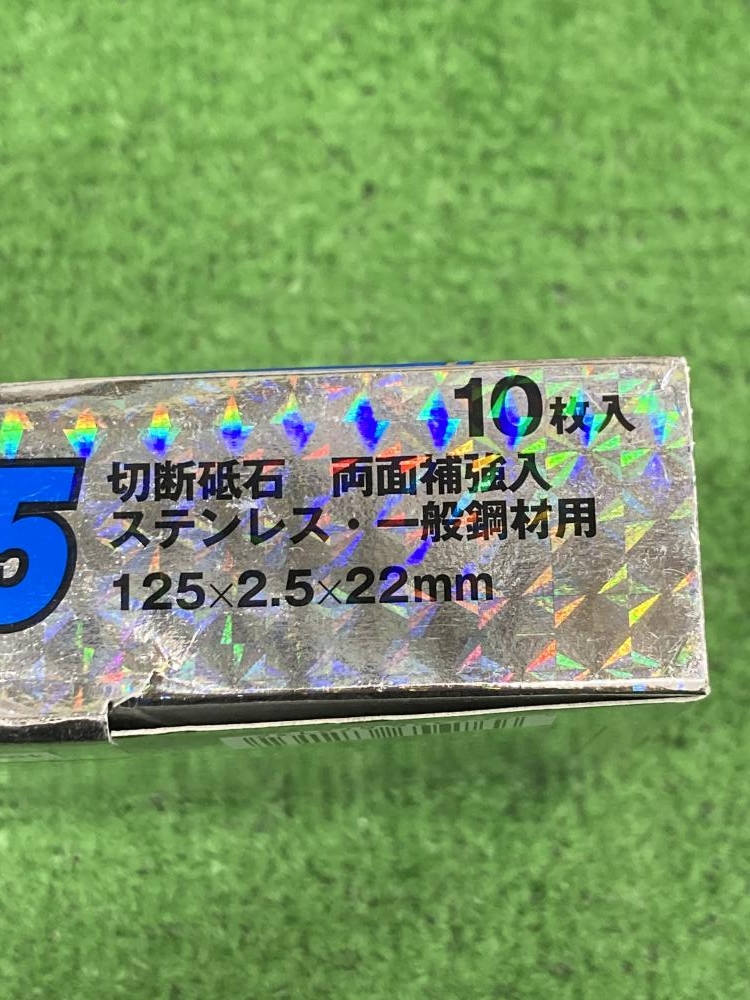 10枚入
5
切断砥石 両面補強入
ステンレス・一般鋼材用
125×2.5×22mm